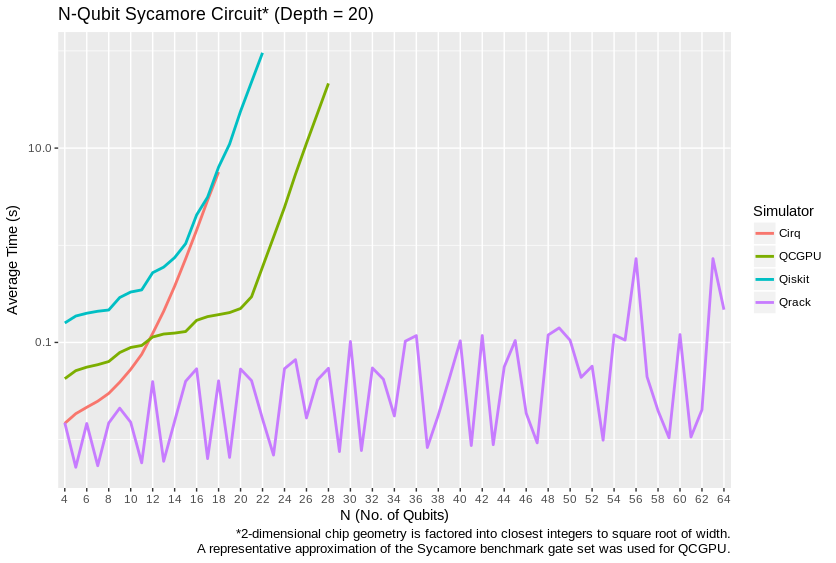 N-Qubit Sycamore Circuit* (Depth = 20)
Average Time (s)
10.0
0.1
4 6 8 10 12 14 16 18 20 22 24 26 28 30 32 34 36 38 40 42 44 46 48 50 52 54 56 58 60 62 64
N (No. of Qubits)
Simulator
Cirq
QCGPU
Qiskit
Qrack
*2-dimensional chip geometry is factored into closest integers to square root of width.
A representative approximation of the Sycamore benchmark gate set was used for QCGPU.